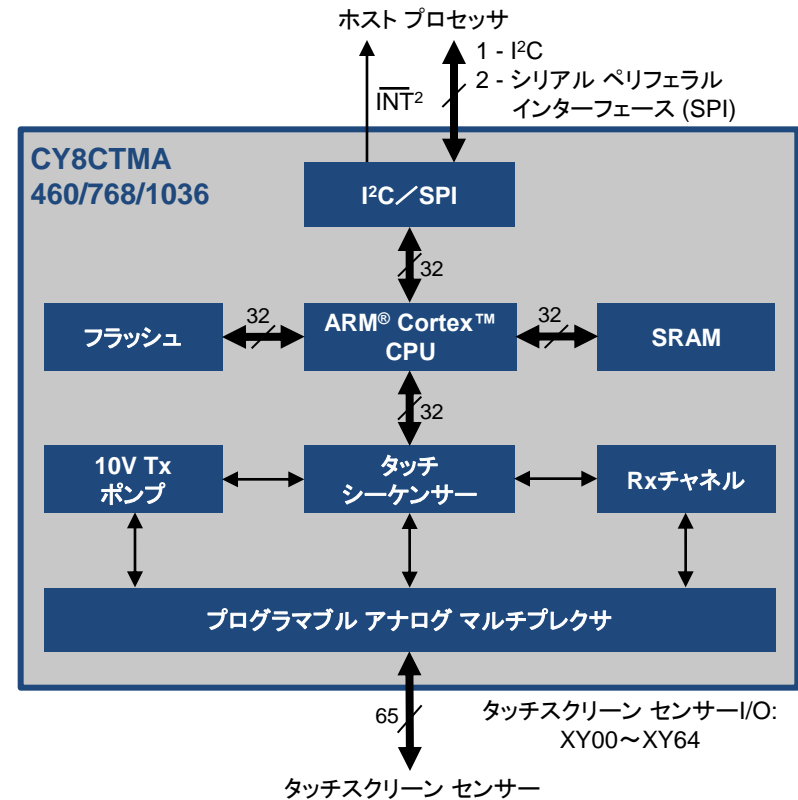 ホスト プロセッサ
1 - I²C
2 - シリアル ペリフェラル
インターフェース (SPI)
INT²
CY8CTMA
460/768/1036
I²C／SPI
32
フラッシュ
32
ARM® Cortex™
CPU
32
SRAM
32
10V Tx
ポンプ
タッチ
シーケンサー
Rxチャネル
プログラマブル アナログ マルチプレクサ
65
タッチスクリーン センサーI/O:
XY00～XY64
タッチスクリーン センサー